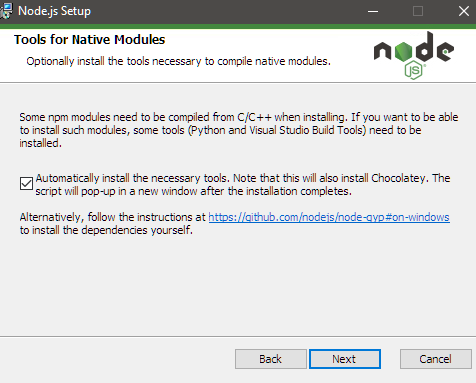 Node.js Setup
Tools for Native Modules
Optionally install the tools necessary to compile native modules.
node
JS
Some npm modules need to be compiled from C/C++ when installing. If you want to be able
to install such modules, some tools (Python and Visual Studio Build Tools) need to be
installed.
Automatically install the necessary tools. Note that this will also install Chocolatey. The
script will pop-up in a new window after the installation completes.
Alternatively, follow the instructions at https://github.com/nodejs/node-gyp#on-windows
to install the dependencies yourself.
Back
Next
Cancel